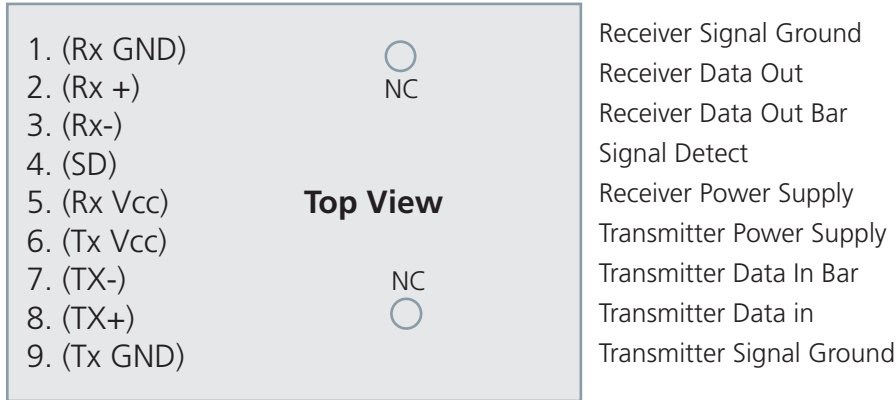 1. (Rx GND)
2. (Rx +)
3. (Rx-)
4. (SD)
5. (Rx Vcc)
6. (Tx Vcc)
7. (TX-)
8. (TX+)
9. (Tx GND)
NC
Top View
NC
Receiver Signal Ground
Receiver Data Out
Receiver Data Out Bar
Signal Detect
Receiver Power Supply
Transmitter Power Supply
Transmitter Data In Bar
Transmitter Data in
Transmitter Signal Ground